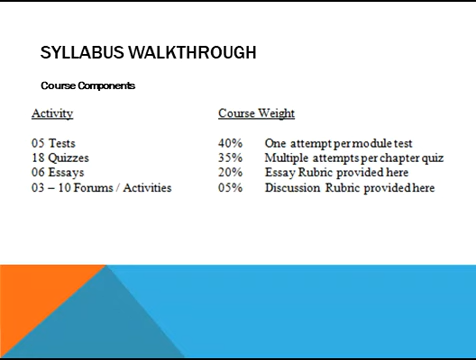 SYLLABUS WALKTHROUGH
Course Components
Activity Course Weight
05 Tests 40% One attempt per module test
18 Quizzes 35% Multiple attempts per chapter quiz
06 Essays 20% Essay Rubric provided here
03 – 10 Forums / Activities 05% Discussion Rubric provided here